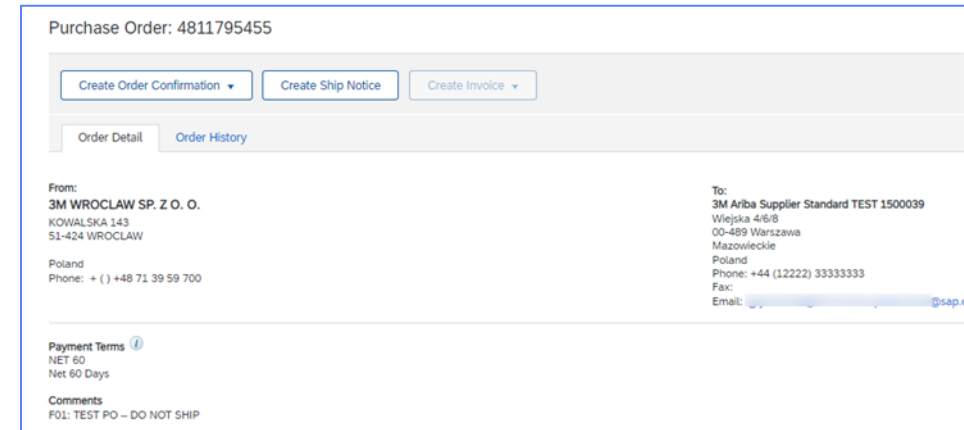 Purchase Order: 4811795455
Create Order Confirmation
Create Ship Notice
Create Invoice
Order Detail
Order History
From:
3M WROCLAW SP. Z O. O.
KOWALSKA 143
51-424 WROCLAW
Poland
Phone: + ( ) +48 71 39 59 700
To:
3M Ariba Supplier Standard TEST 1500039
Wiejska 4/6/8
00-489 Warszawa
Mazowieckie
Poland
Phone: +44 (12222) 33333333
Fax:
Email: @sap.
Payment Terms
NET 60
Net 60 Days
Comments
F01: TEST PO – DO NOT SHIP